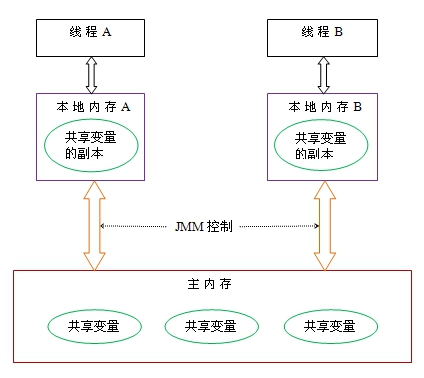 线程 A
线程 B
本地内存 A
本地内存 B
共享变量
的副本
共享变量
的副本
JMM 控制
主内存
共享变量
共享变量
共享变量